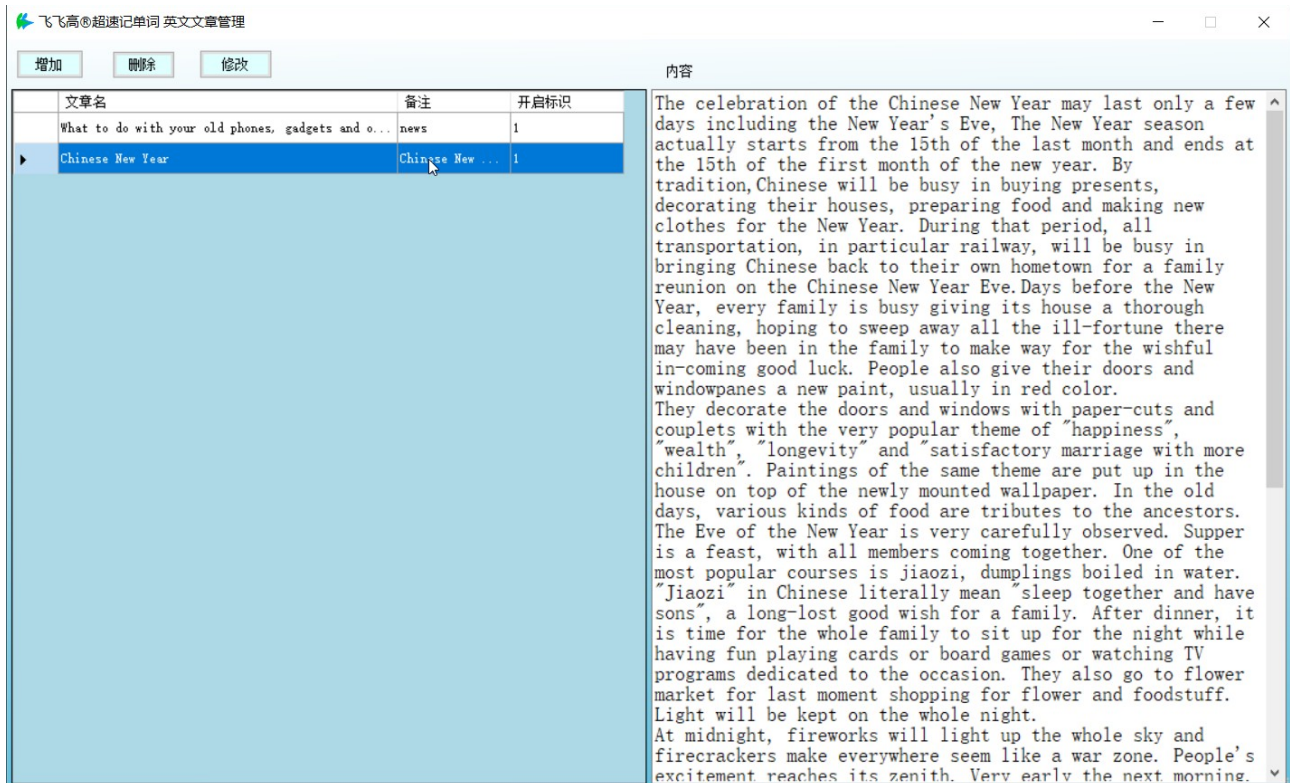 飞飞高®超速记单词 英文文章管理
增加 删除 修改
内容
文章名 备注 开启标识
What to do with your old phones, gadgets and o... news 1
Chinese New Year Chinese New ... 1
The celebration of the Chinese New Year may last only a few
days including the New Year's Eve, The New Year season
actually starts from the 15th of the last month and ends at
the 15th of the first month of the new year. By
tradition,Chinese will be busy in buying presents,
decorating their houses, preparing food and making new
clothes for the New Year. During that period, all
transportation, in particular railway, will be busy in
bringing Chinese back to their own hometown for a family
reunion on the Chinese New Year Eve.Days before the New
Year, every family is busy giving its house a thorough
cleaning, hoping to sweep away all the ill-fortune there
may have been in the family to make way for the wishful
in-coming good luck. People also give their doors and
windowpanes a new paint, usually in red color.
They decorate the doors and windows with paper-cuts and
couplets with the very popular theme of "happiness",
"wealth", "longevity" and "satisfactory marriage with more
children". Paintings of the same theme are put up in the
house on top of the newly mounted wallpaper. In the old
days, various kinds of food are tributes to the ancestors.
The Eve of the New Year is very carefully observed. Supper
is a feast, with all members coming together. One of the
most popular courses is jiaozi, dumplings boiled in water.
"Jiaozi" in Chinese literally mean "sleep together and have
sons", a long-lost good wish for a family. After dinner, it
is time for the whole family to sit up for the night while
having fun playing cards or board games or watching TV
programs dedicated to the occasion. They also go to flower
market for last moment shopping for flower and foodstuff.
Light will be kept on the whole night.
At midnight, fireworks will light up the whole sky and
firecrackers make everywhere seem like a war zone. People's
excitement reaches its zenith. Very early the next morning,